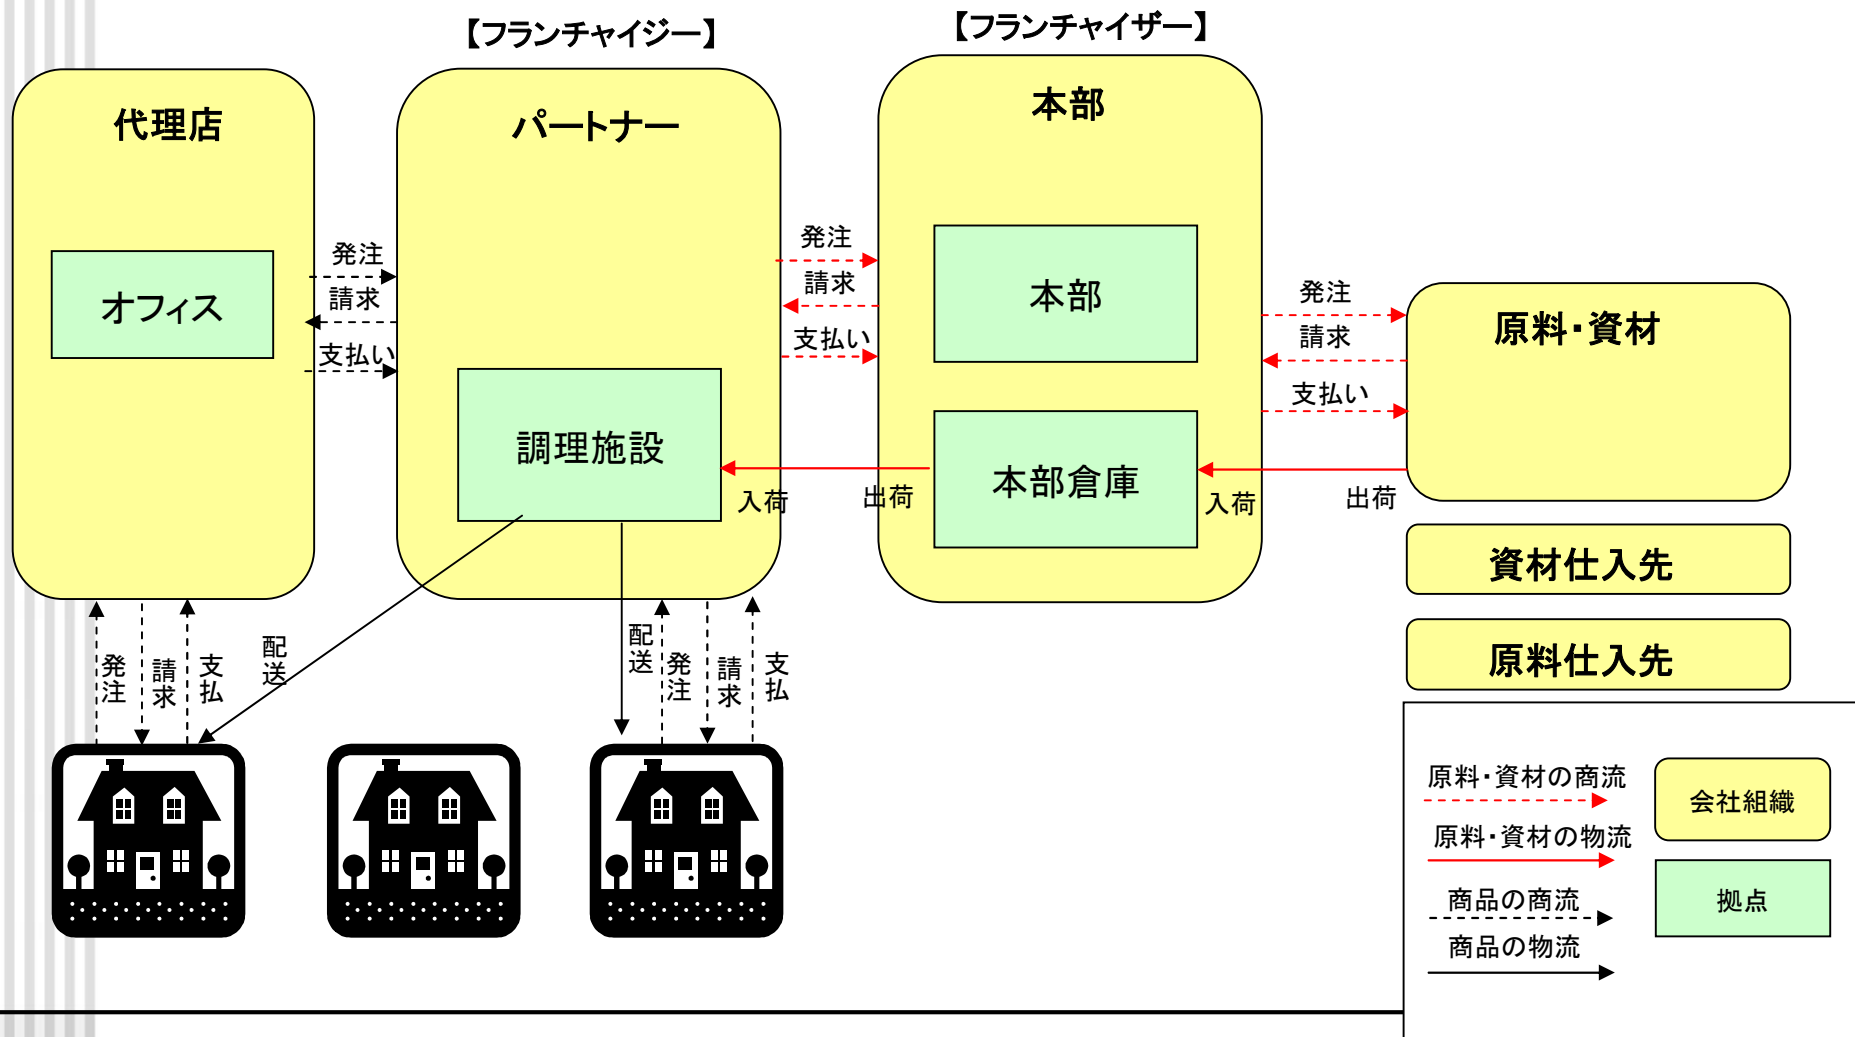 【フランチャイジー】
【フランチャイザー】
代理店
パートナー
本部
オフィス
発注
請求
支払い
調理施設
発注
請求
支払い
本部
本部倉庫
入荷
出荷
発注
請求
支払い
入荷
出荷
原料・資材
資材仕入先
原料仕入先
発注
請求
支払
配送
配送
発注
請求
支払
原料・資材の商流
原料・資材の物流
商品の商流
商品の物流
会社組織
拠点